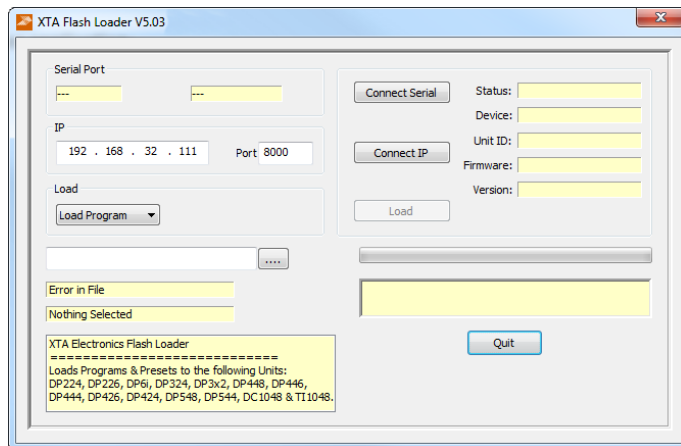 XTA Flash Loader V5.03
Serial Port
--- ---
IP
192 . 168 . 32 . 111 Port 8000
Load
Load Program
....
Error in File
Nothing Selected
XTA Electronics Flash Loader
============================
Loads Programs & Presets to the following Units:
DP224, DP226, DP6i, DP324, DP3x2, DP448, DP446,
DP444, DP426, DP424, DP548, DP544, DC1048 & TI1048.
Connect Serial
Connect IP
Load
Status:
Device:
Unit ID:
Firmware:
Version:
Quit